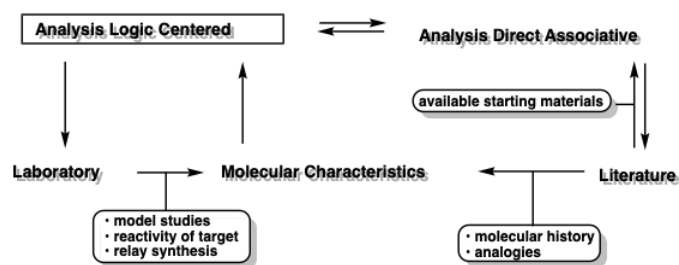 Analysis Logic Centered
Analysis Direct Associative
available starting materials
Laboratory
Molecular Characteristics
Literature
· model studies
· reactivity of target
· relay synthesis
· molecular history
· analogies